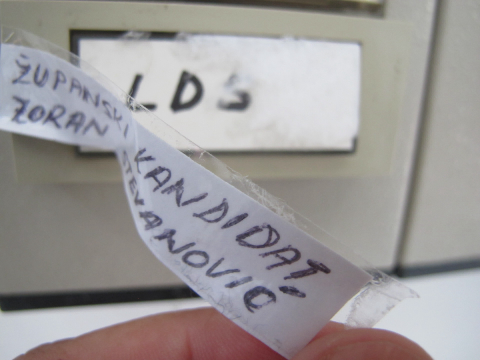 LDS
ŽUPANSKI KANDIDAT,
ZORAN STEVANOVIĆ